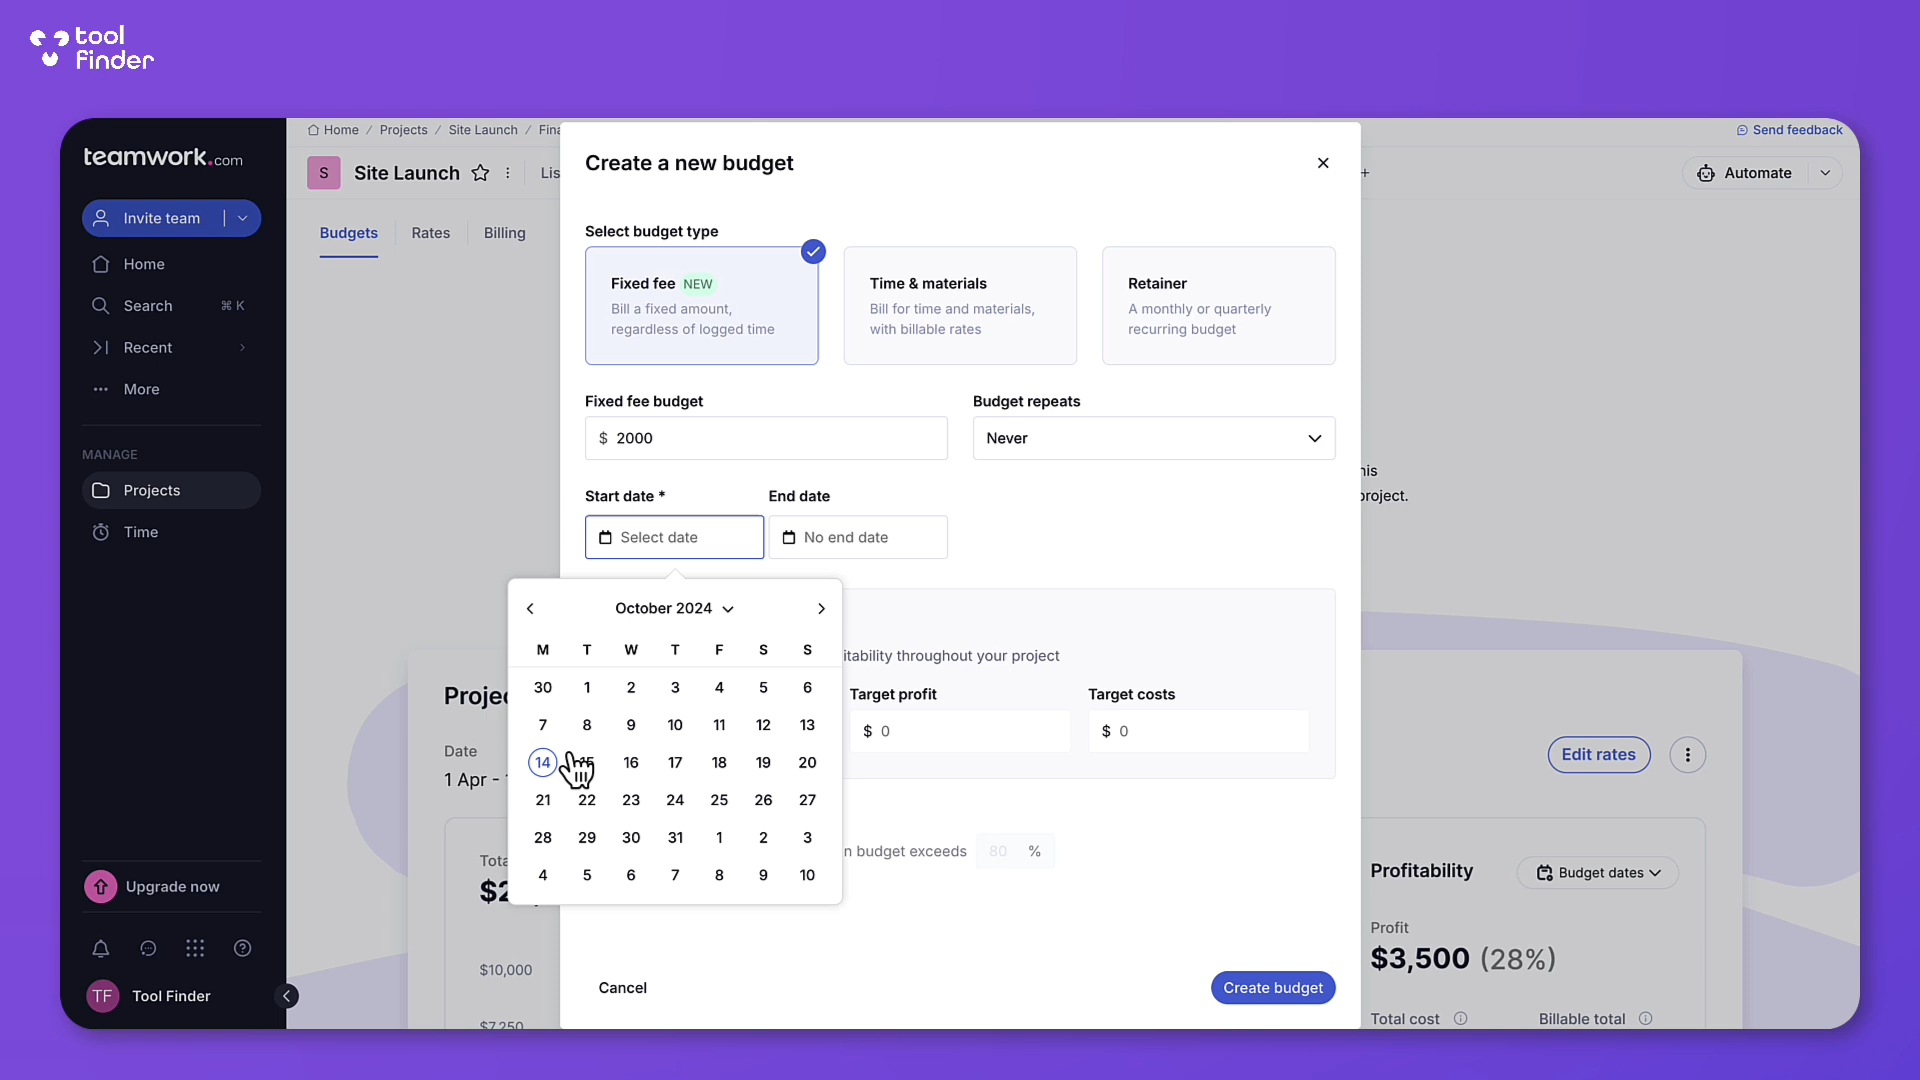 tool
finder
teamwork.com
Invite team
Home
Search ⌘ K
Recent
More
MANAGE
Projects
Time
Upgrade now
TF Tool Finder
Home / Projects / Site Launch /
Send feedback
S Site Launch
Automate
Budgets Rates Billing
Create a new budget
Select budget type
Fixed fee NEW
Bill a fixed amount,
regardless of logged time
Time & materials
Bill for time and materials,
with billable rates
Retainer
A monthly or quarterly
recurring budget
Fixed fee budget
$ 2000
Budget repeats
Never
Start date *
Select date
End date
No end date
October 2024
M T W T F S S
30 1 2 3 4 5 6
7 8 9 10 11 12 13
14 15 16 17 18 19 20
21 22 23 24 25 26 27
28 29 30 31 1 2 3
4 5 6 7 8 9 10
throughout your project
Target profit
$ 0
Target costs
$ 0
budget exceeds 80 %
Cancel
Create budget
project.
Date
1 Apr -
$10,000
$7,250
Edit rates
Profitability
Budget dates
Profit
$3,500 (28%)
Total cost
Billable total